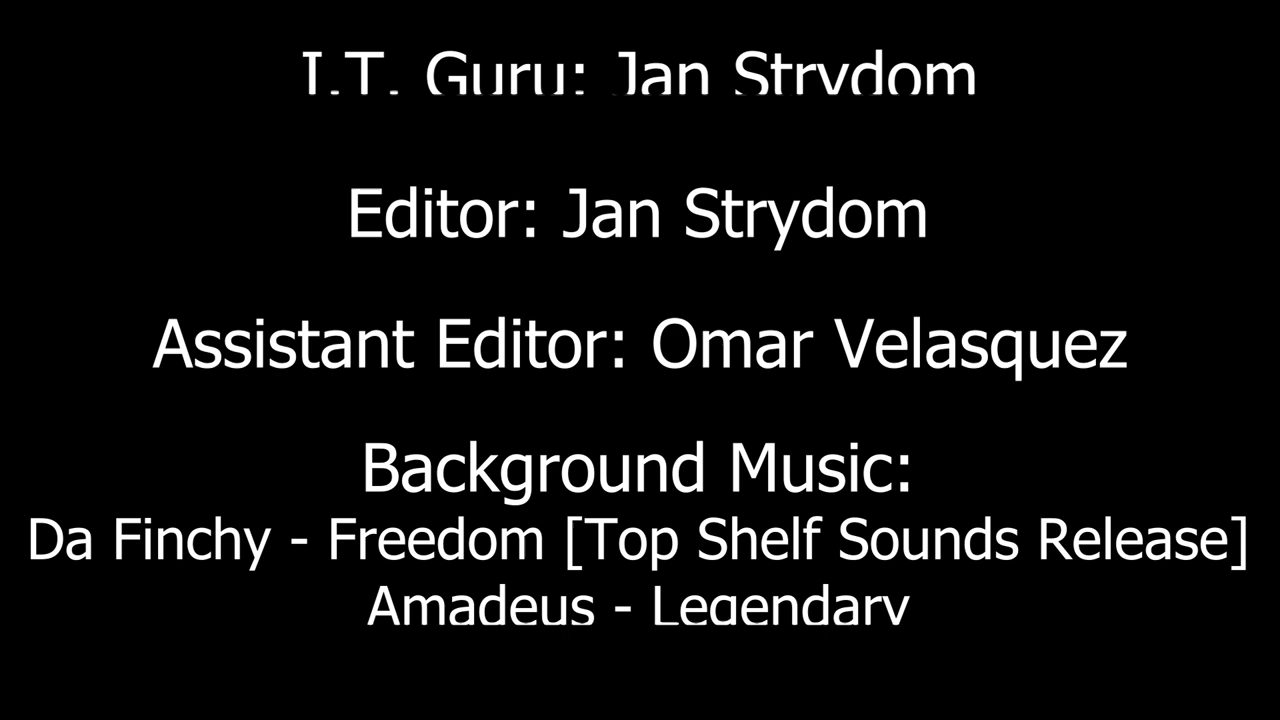 I.T. Guru: Jan Strydom
Editor: Jan Strydom
Assistant Editor: Omar Velasquez
Background Music:
Da Finchy - Freedom [Top Shelf Sounds Release]
Amadeus - Legendary